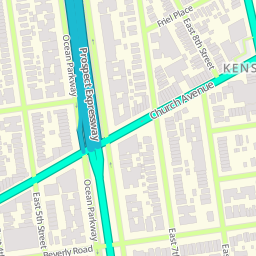 Friel Place
East 8th Street
Ocean Parkway
Prospect Expressway
KENS
Church Avenue
East 5th Street
Ocean Parkway
Beverly Road
East 7th